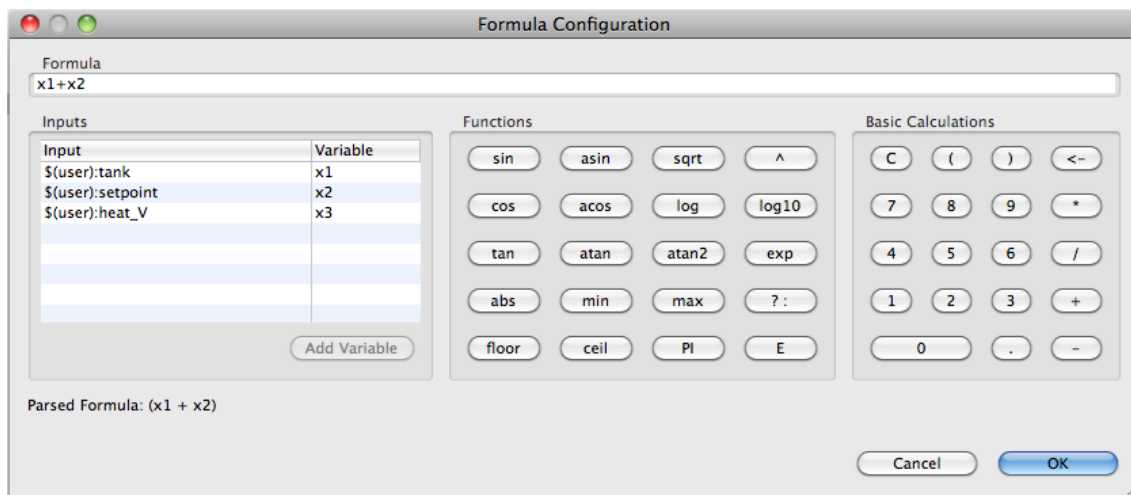 Formula Configuration
Formula
x1+x2
Inputs
Input Variable
$(user):tank x1
$(user):setpoint x2
$(user):heat_V x3
Add Variable
Functions
sin asin sqrt ^
cos acos log log10
tan atan atan2 exp
abs min max ? :
floor ceil PI E
Basic Calculations
C ( ) <-
7 8 9 *
4 5 6 /
1 2 3 +
0 . -
Parsed Formula: (x1 + x2)
Cancel OK